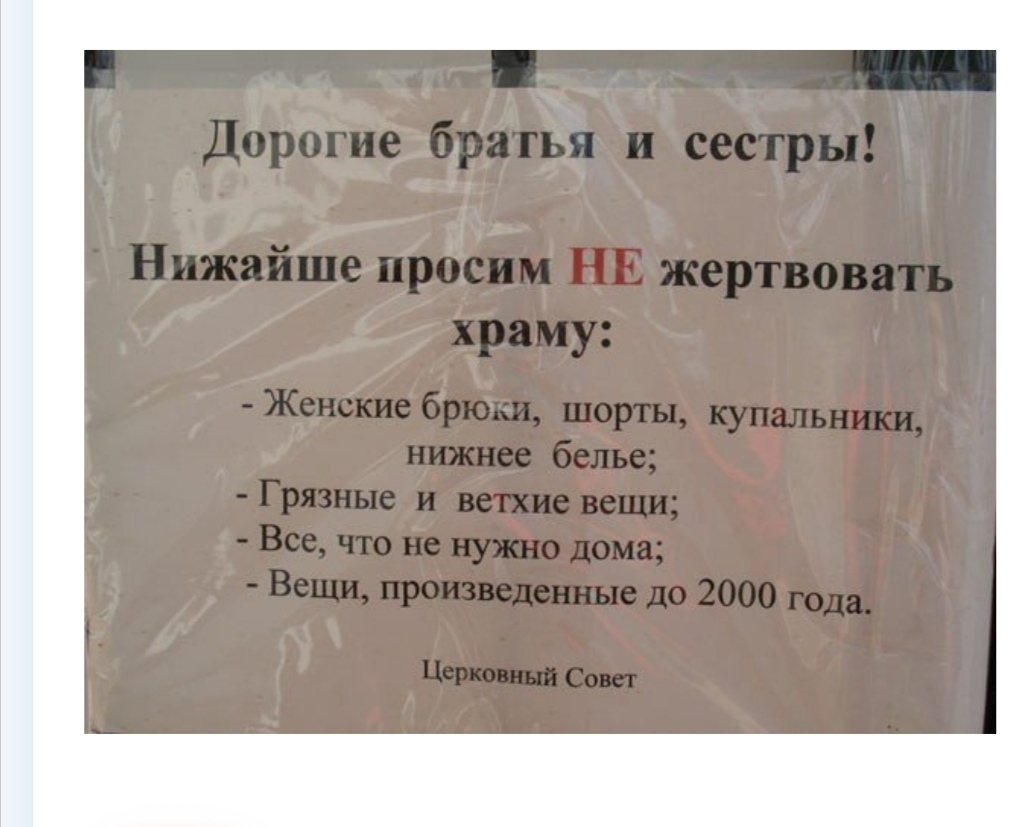 Дорогие братья и сестры!
Нижайше просим НЕ жертвовать
храму:
- Женские брюки, шорты, купальники,
нижнее белье;
- Грязные и ветхие вещи;
- Все, что не нужно дома;
- Вещи, произведенные до 2000 года.
Церковный Совет